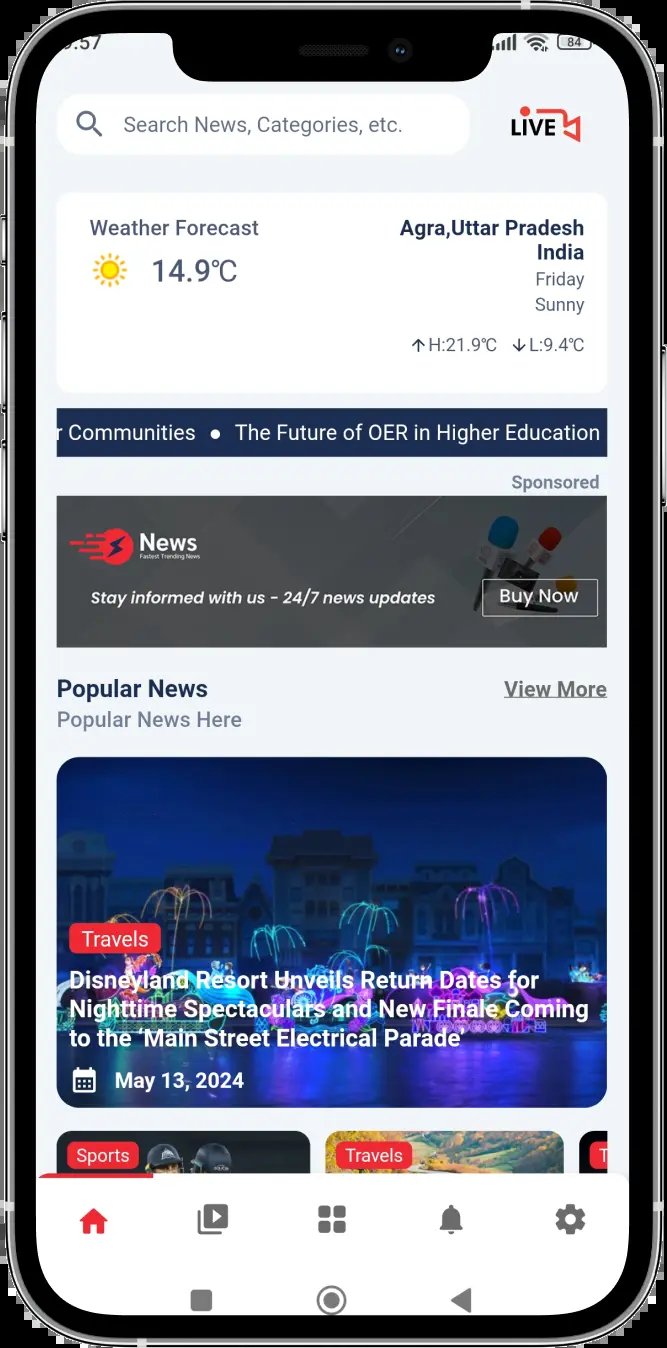 :57
84
Search News, Categories, etc.
LIVE
Weather Forecast
14.9°C
Agra,Uttar Pradesh
India
Friday
Sunny
↑H:21.9°C ↓L:9.4°C
r Communities ● The Future of OER in Higher Education
Sponsored
News
Fastest Trending News
Stay informed with us - 24/7 news updates
Buy Now
Popular News
View More
Popular News Here
Travels
Disneyland Resort Unveils Return Dates for
Nighttime Spectaculars and New Finale Coming
to the 'Main Street Electrical Parade'
May 13, 2024
Sports
Travels
T